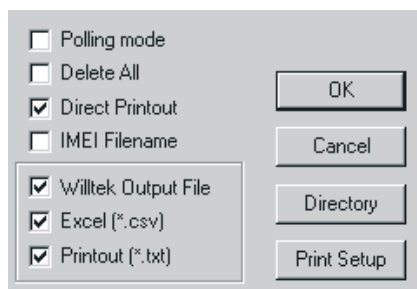 Polling mode
Delete All
Direct Printout
IMEI Filename
Willtek Output File
Excel (*.csv)
Printout (*.txt)
OK
Cancel
Directory
Print Setup